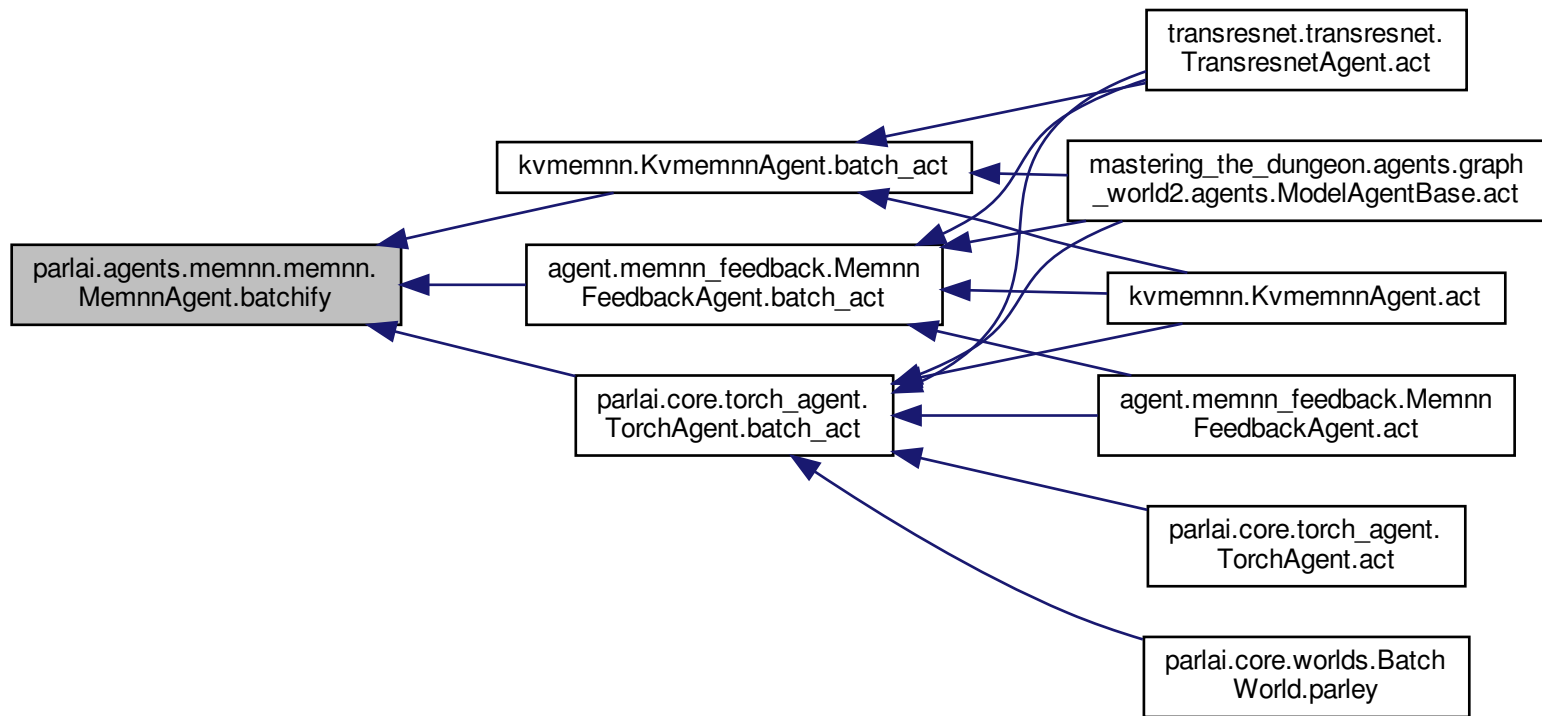 parlai.agents.memnn.memnn.
MemnnAgent.batchify
kvmemnn.KvmemnnAgent.batch_act
agent.memnn_feedback.Memnn
FeedbackAgent.batch_act
parlai.core.torch_agent.
TorchAgent.batch_act
transresnet.transresnet.
TransresnetAgent.act
mastering_the_dungeon.agents.graph
_world2.agents.ModelAgentBase.act
kvmemnn.KvmemnnAgent.act
agent.memnn_feedback.Memnn
FeedbackAgent.act
parlai.core.torch_agent.
TorchAgent.act
parlai.core.worlds.Batch
World.parley